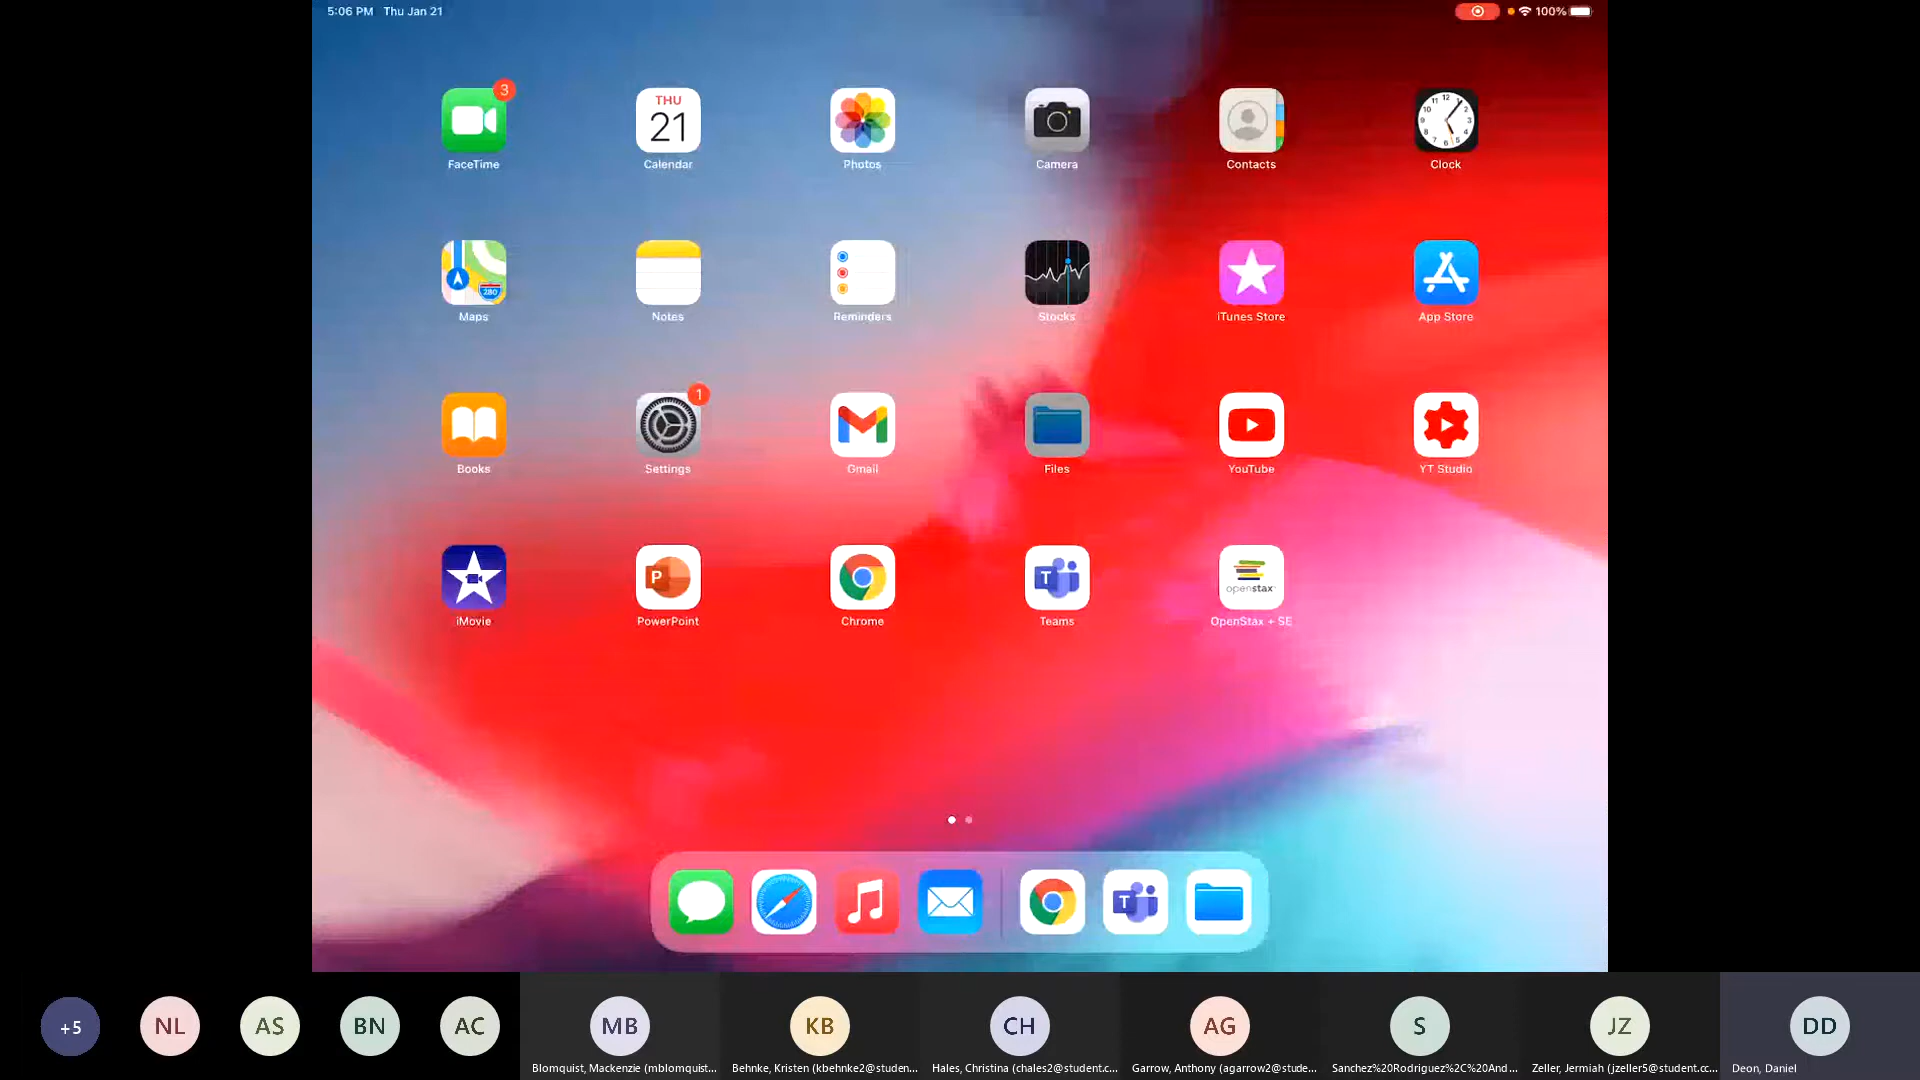 5:06 PM Thu Jan 21
100%
3
THU
21
FaceTime
Calendar
Photos
Camera
Contacts
Clock
280
Maps
Notes
Reminders
Stocks
iTunes Store
App Store
1
Books
Settings
Gmail
Files
YouTube
YT Studio
P
T
openstax
iMovie
PowerPoint
Chrome
Teams
OpenStax + SE
T
+5
NL
AS
BN
AC
MB
KB
CH
AG
S
JZ
DD
Blomquist, Mackenzie (mblomquist...
Behnke, Kristen (kbehnke2@studen...
Hales, Christina (chales2@student.c...
Garrow, Anthony (agarrow2@stude...
Sanchez%20Rodriguez%2C%20And...
Zeller, Jermiah (jzeller5@student.cc...
Deon, Daniel